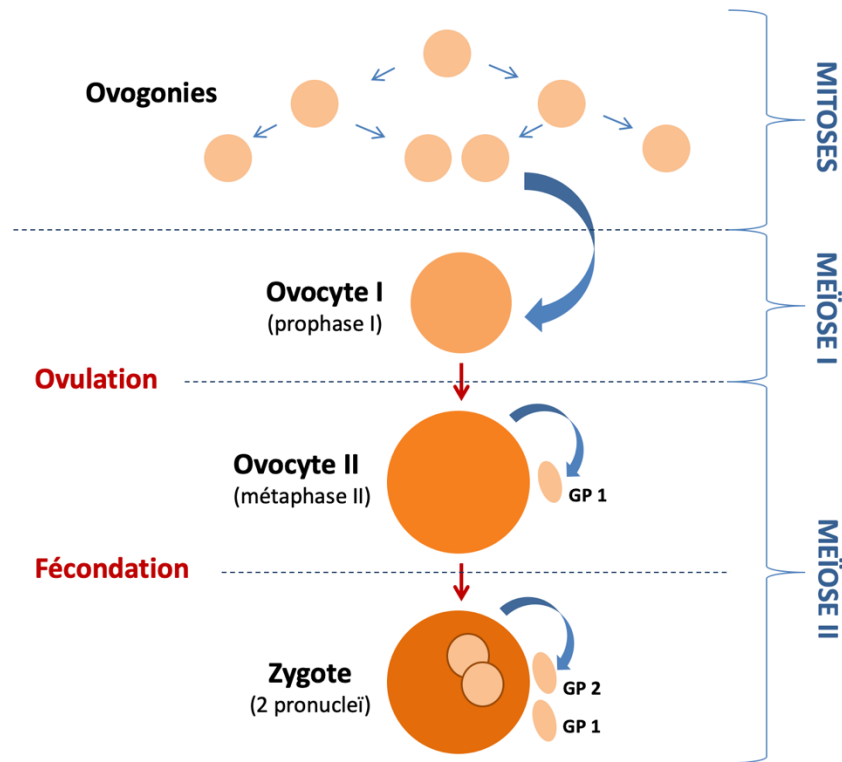 Ovogonies
MITOSES
Ovocyte I
(prophase I)
MEÏOSE I
Ovulation
Ovocyte II
(métaphase II)
GP 1
Fécondation
MEÏOSE II
Zygote
(2 pronucleï)
GP 2
GP 1